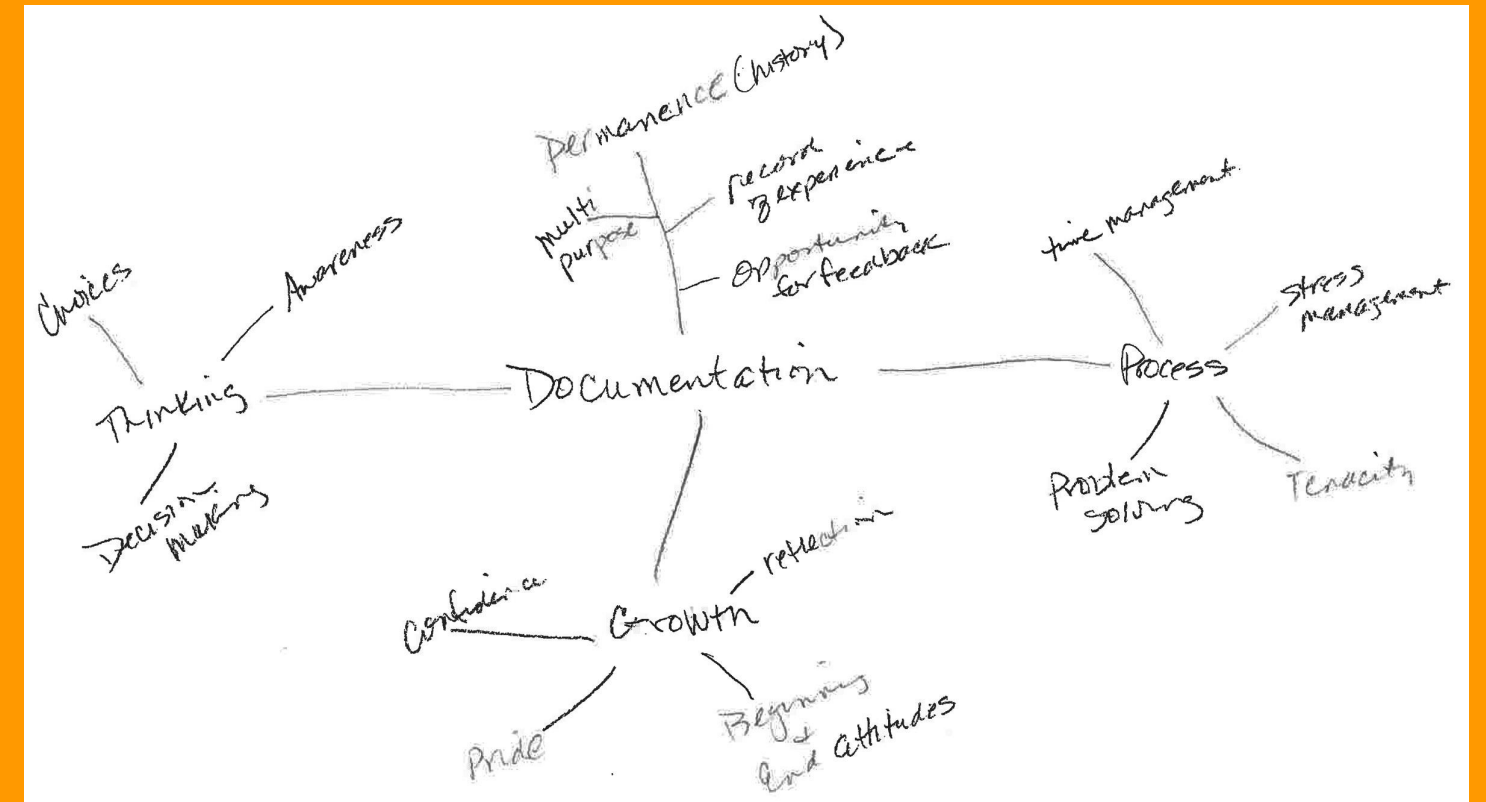 Permanence (history)
multi
purpose
record
of experience
Opportunity
for feedback
Choices
Awareness
Thinking
Decision
Making
Documentation
time management
stress
management
Process
Problem
solving
Tenacity
Confidence
Growth
reflection
Pride
Beginning
+
End attitudes